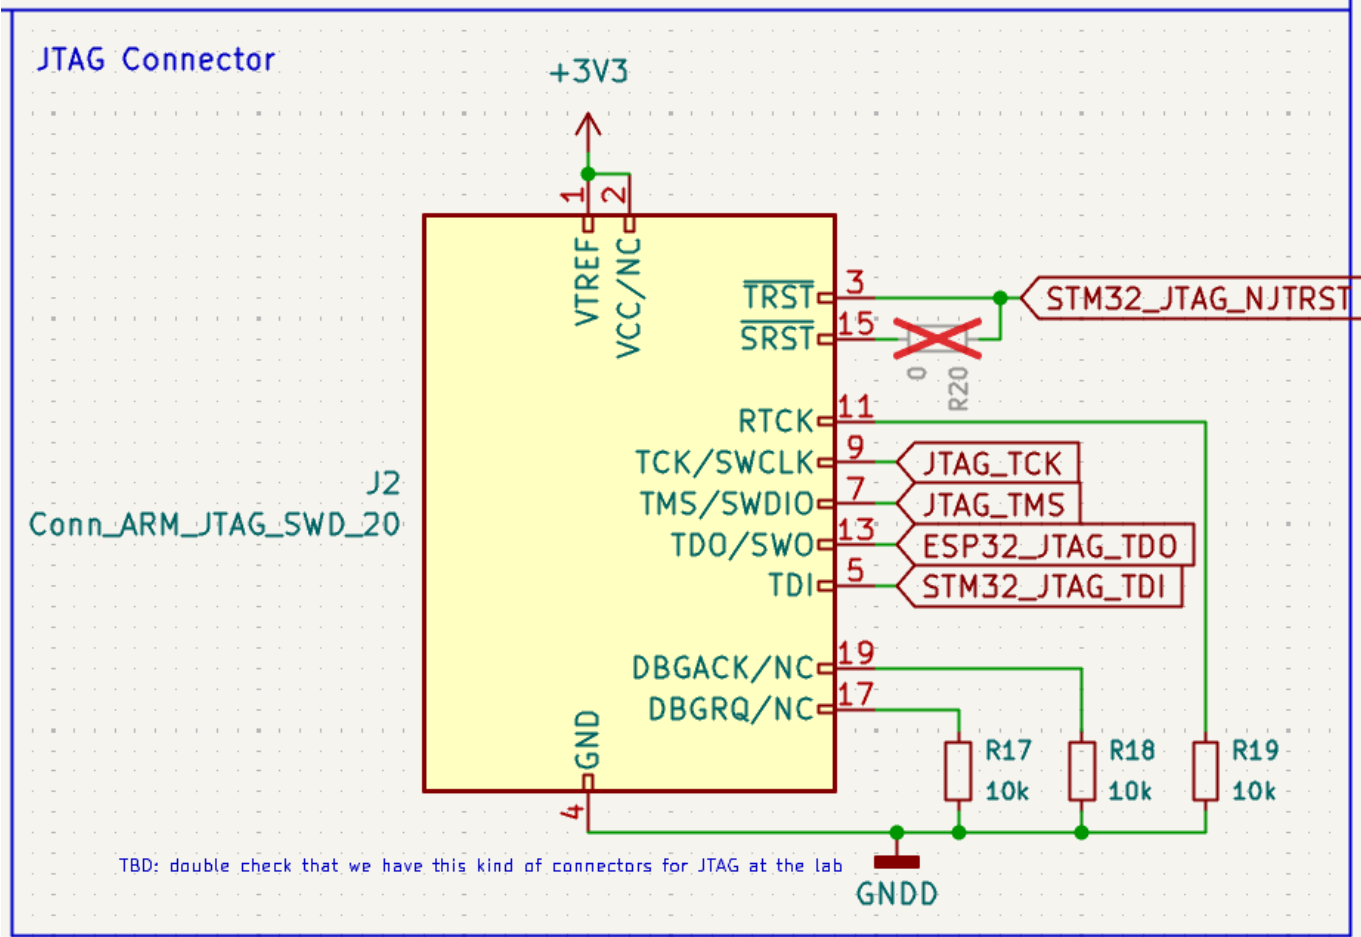 JTAG Connector
+3V3
1
2
VTREF
VCC/NC
TRST
3
STM32_JTAG_NJTRST
SRST
15
0
R20
RTCK
11
TCK/SWCLK
9
JTAG_TCK
J2
TMS/SWDIO
7
JTAG_TMS
Conn_ARM_JTAG_SWD_20
TDO/SWO
13
ESP32_JTAG_TDO
TDI
5
STM32_JTAG_TDI
DBGACK/NC
19
DBGRQ/NC
17
GND
4
R17
10k
R18
10k
R19
10k
TBD: double check that we have this kind of connectors for JTAG at the lab
GNDD